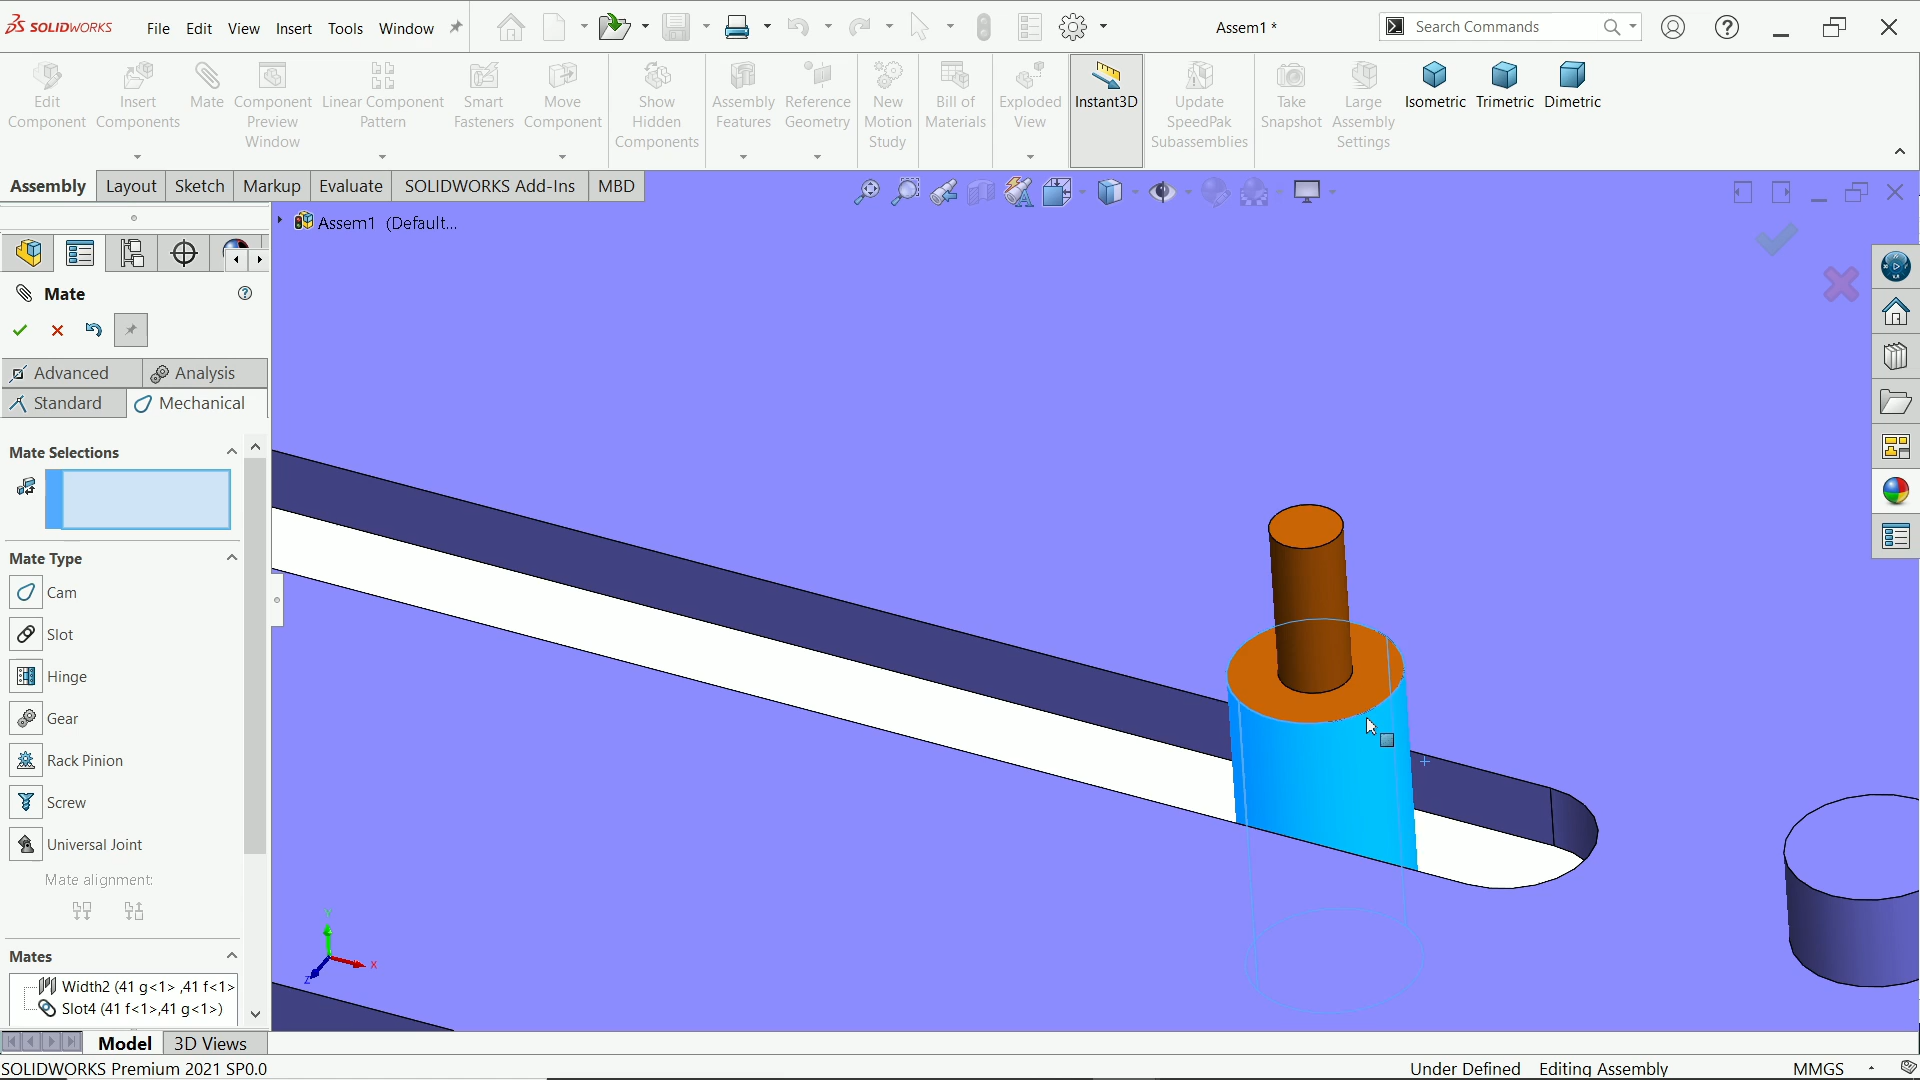 SOLIDWORKS File Edit View Insert Tools Window Assem1 * Search Commands
Edit Component
Insert Components
Mate
Component Preview Window
Linear Component Pattern
Smart Fasteners
Move Component
Show Hidden Components
Assembly Features
Reference Geometry
New Motion Study
Bill of Materials
Exploded View
Instant3D
Update SpeedPak Subassemblies
Take Snapshot
Large Assembly Settings
Isometric
Trimetric
Dimetric
Assembly Layout Sketch Markup Evaluate SOLIDWORKS Add-Ins MBD
Assem1 (Default...
Mate
Advanced Analysis
Standard Mechanical
Mate Selections
Mate Type
Cam
Slot
Hinge
Gear
Rack Pinion
Screw
Universal Joint
Mate alignment:
Mates
Width2 (41 g<1> ,41 f<1>
Slot4 (41 f<1>,41 g<1>)
Y
X
Z
Model 3D Views
SOLIDWORKS Premium 2021 SP0.0 Under Defined Editing Assembly MMGS